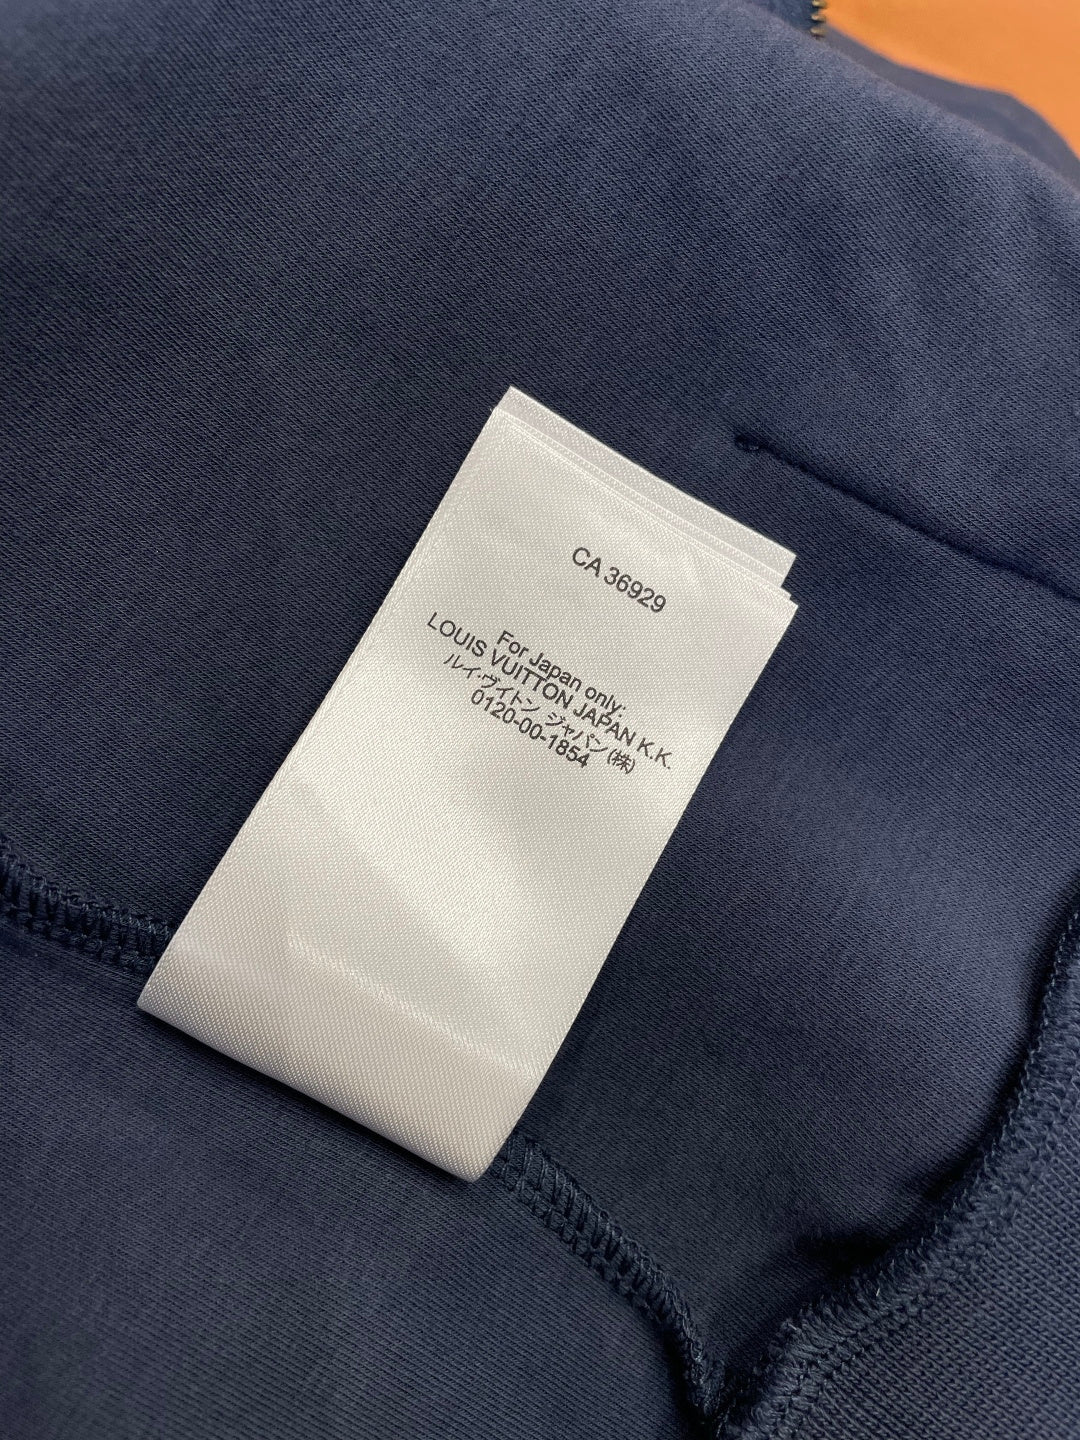 CA 36929
For Japan only:
LOUIS VUITTON JAPAN K.K.
ルイ・ヴイトン ジャパン(株)
0120-00-1854